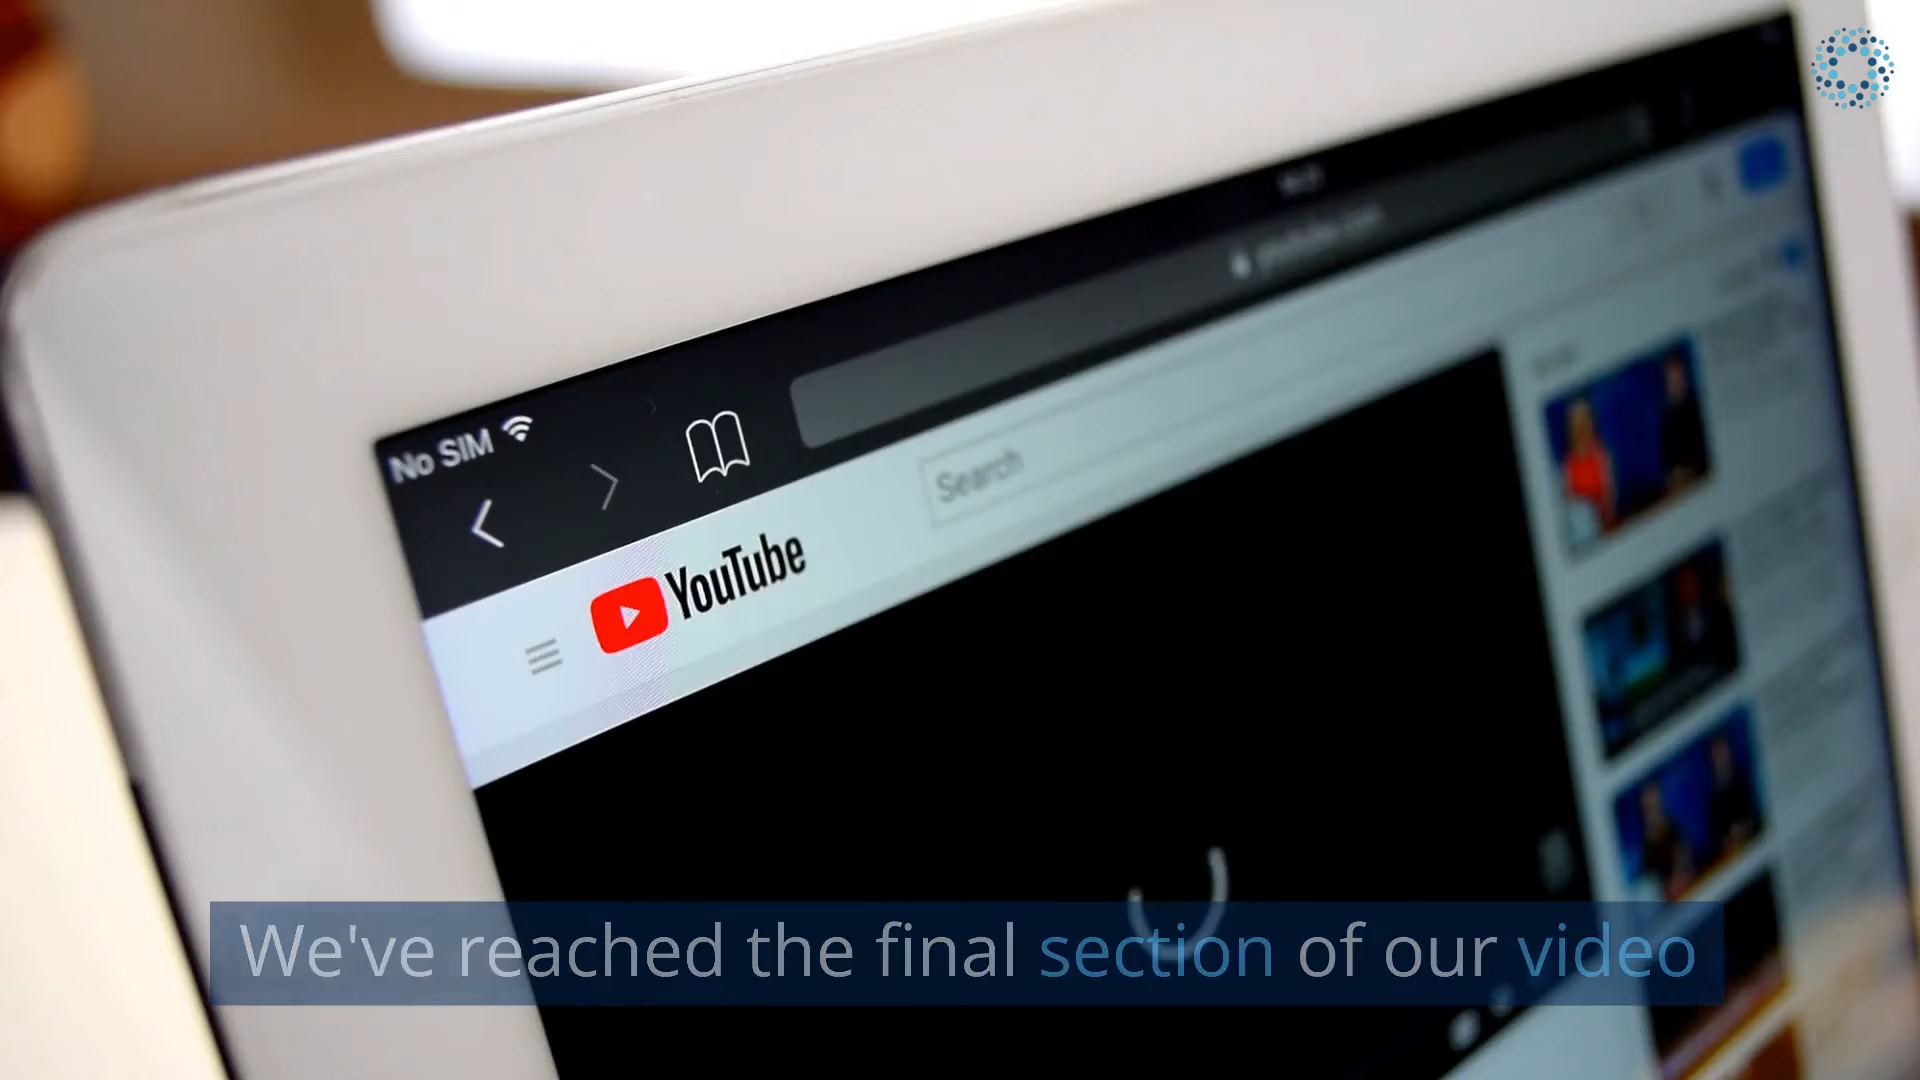 No SIM
Search
YouTube
We've reached the final section of our video